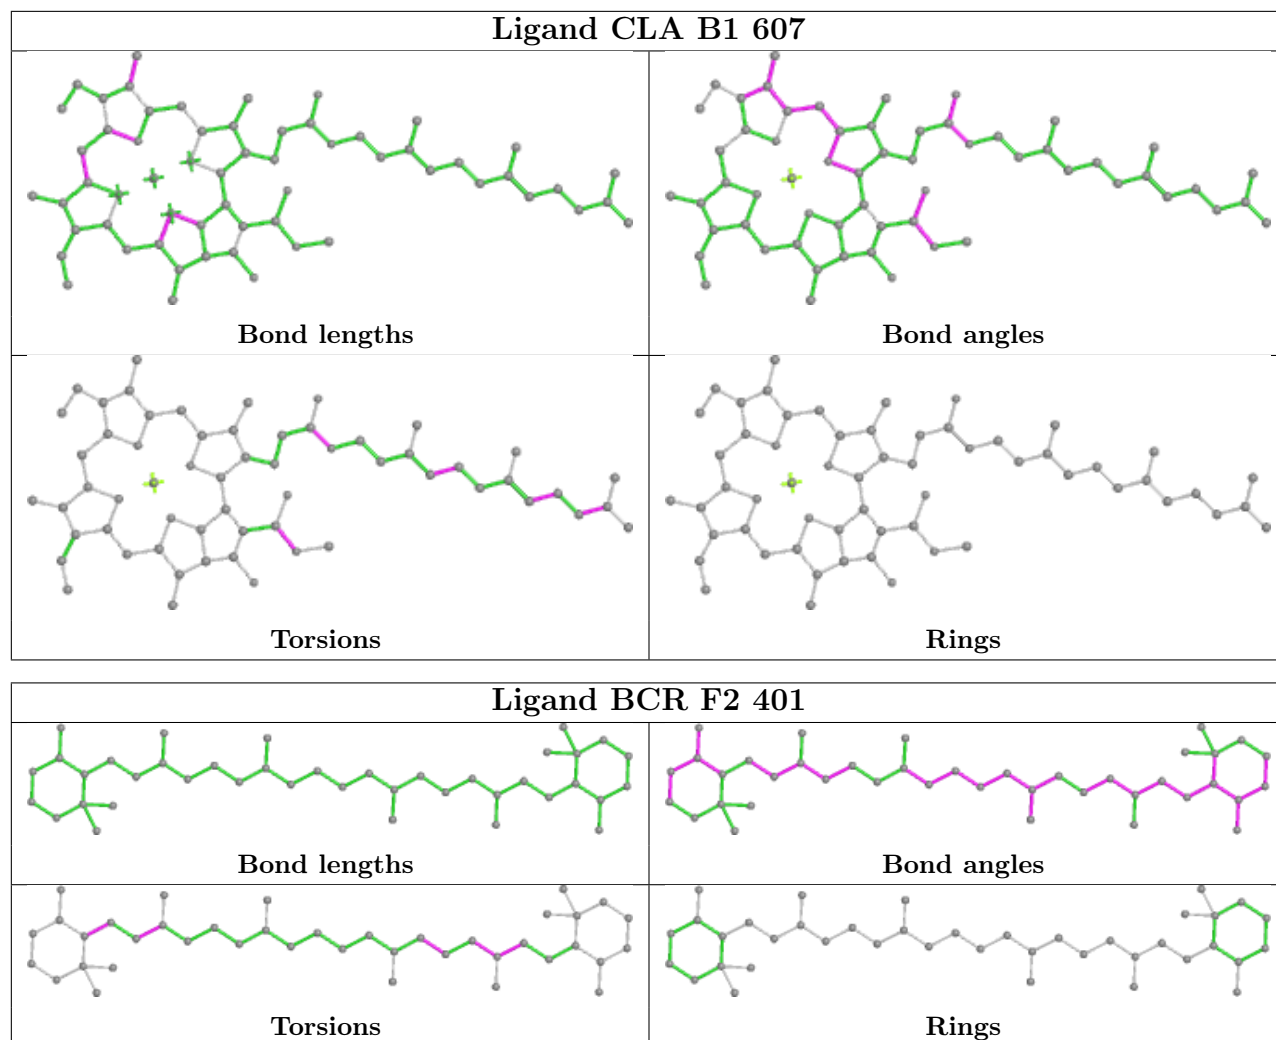 Ligand CLA B1 607
Bond lengths
Bond angles
Torsions
Rings
Ligand BCR F2 401
Bond lengths
Bond angles
Torsions
Rings